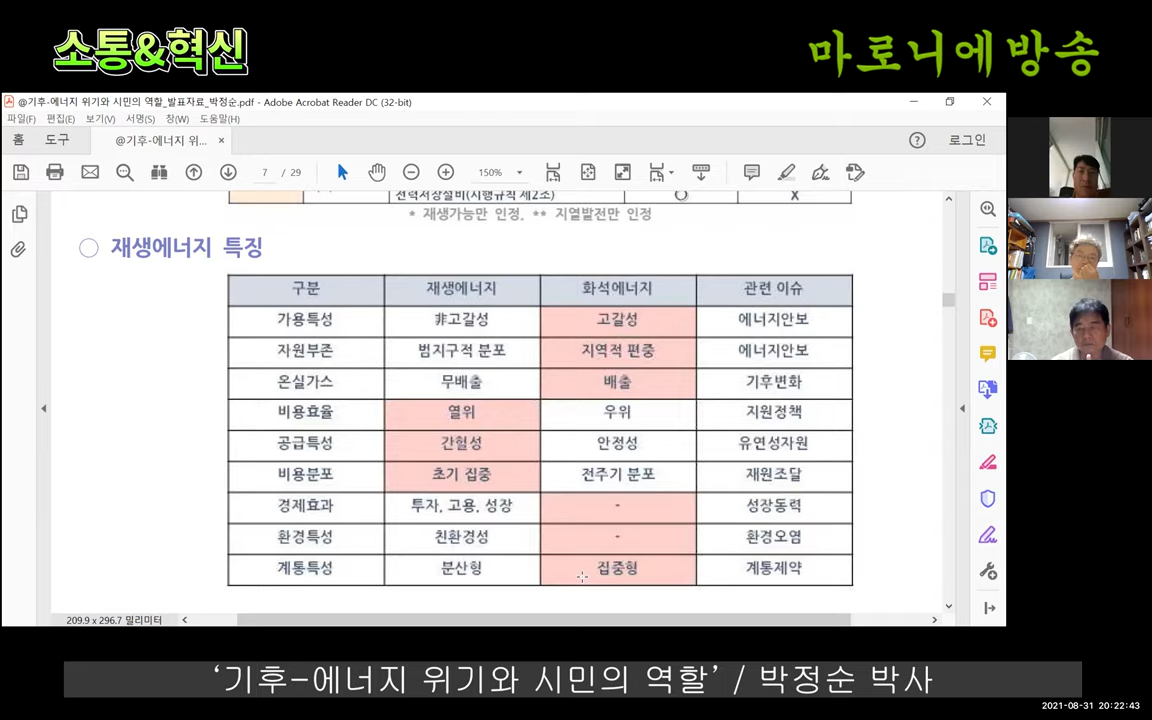 소통&혁신
마로니에방송
@기후-에너지 위기와 시민의 역할_발표자료_박정순.pdf - Adobe Acrobat Reader DC (32-bit)
파일(F) 편집(E) 보기(V) 서명(S) 창(W) 도움말(H)
홈 도구 @기후-에너지 위... × 로그인
7 / 29 150%
전력저장설비(시행규칙 제2조) O X
* 재생가능만 인정, ** 지열발전만 인정
○ 재생에너지 특징
구분 재생에너지 화석에너지 관련 이슈
가용특성 非고갈성 고갈성 에너지안보
자원부존 범지구적 분포 지역적 편중 에너지안보
온실가스 무배출 배출 기후변화
비용효율 열위 우위 지원정책
공급특성 간헐성 안정성 유연성자원
비용분포 초기 집중 전주기 분포 재원조달
경제효과 투자, 고용, 성장 - 성장동력
환경특성 친환경성 - 환경오염
계통특성 분산형 집중형 계통제약
209.9 x 296.7 밀리미터
‘기후-에너지 위기와 시민의 역할’ / 박정순 박사
2021-08-31 20:22:43